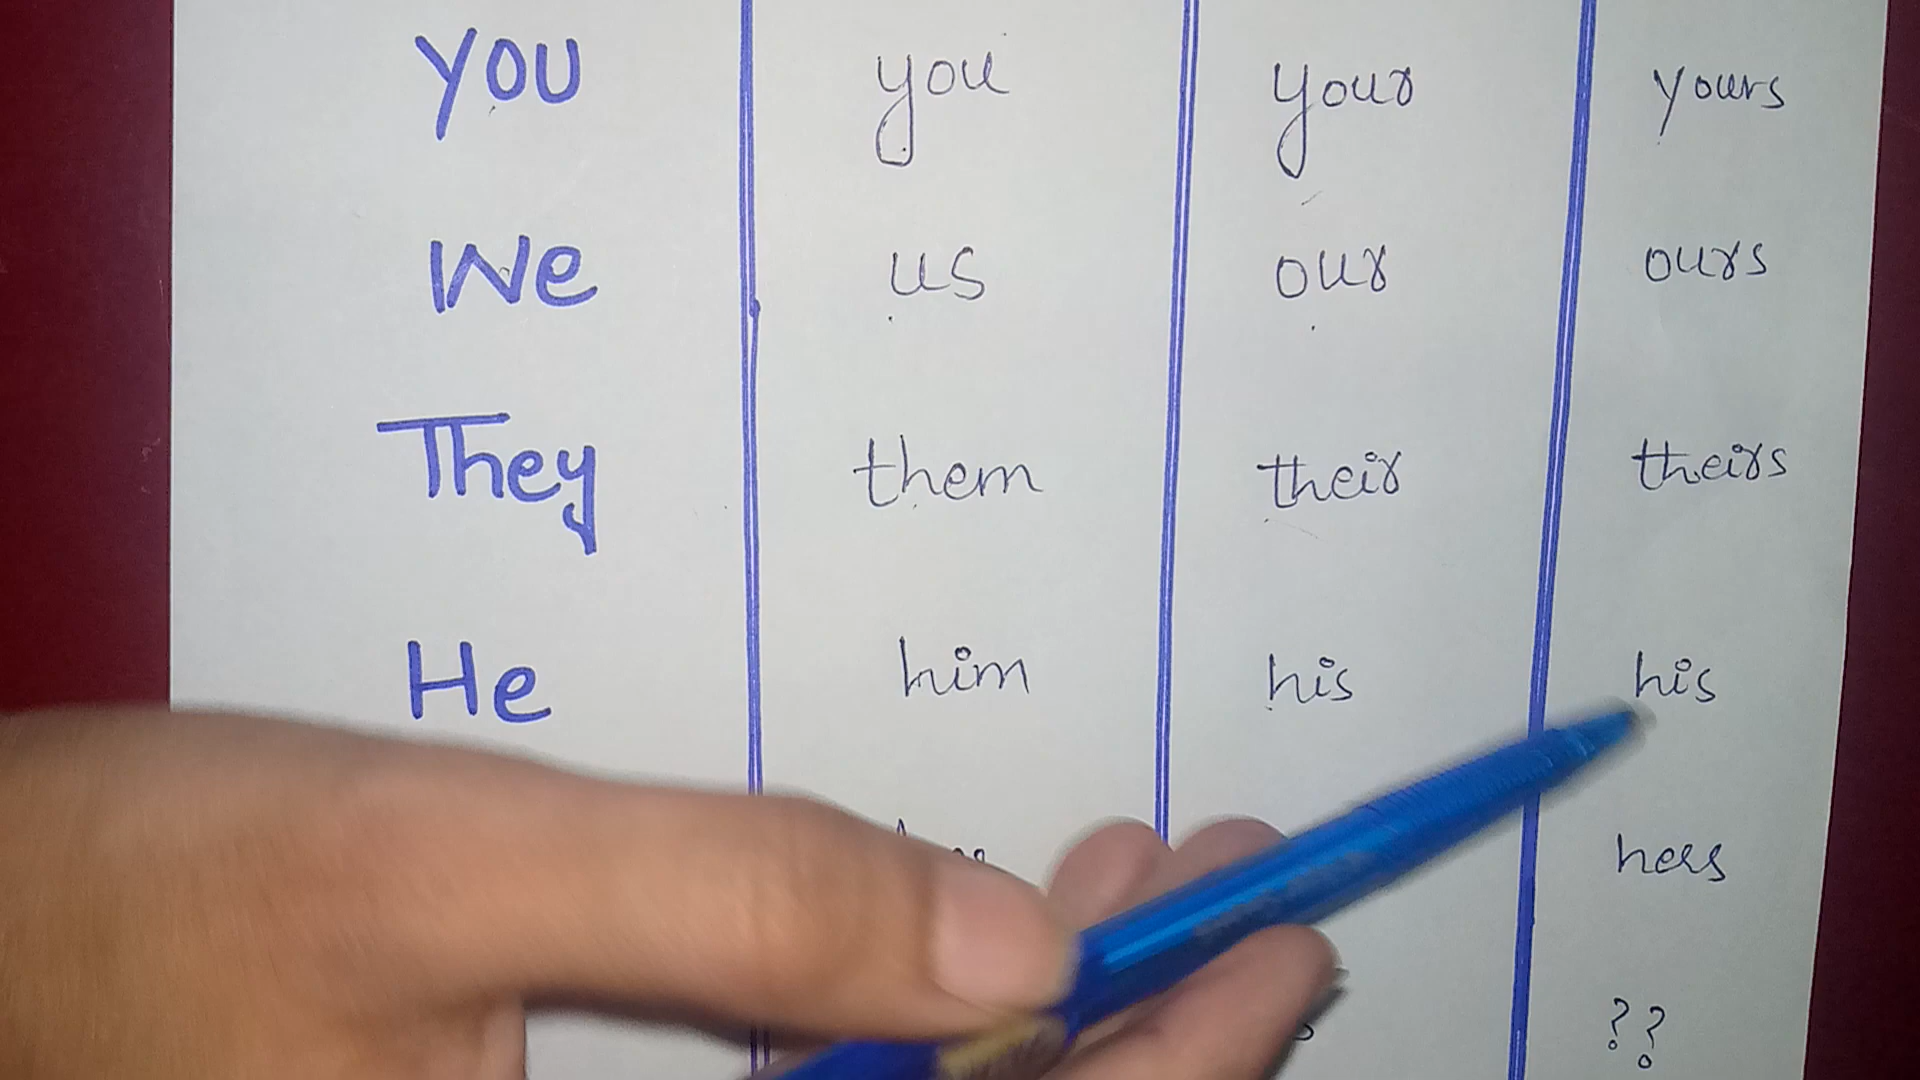 You you your yours
We us our ours
They them their theirs
He him his his
hers
??